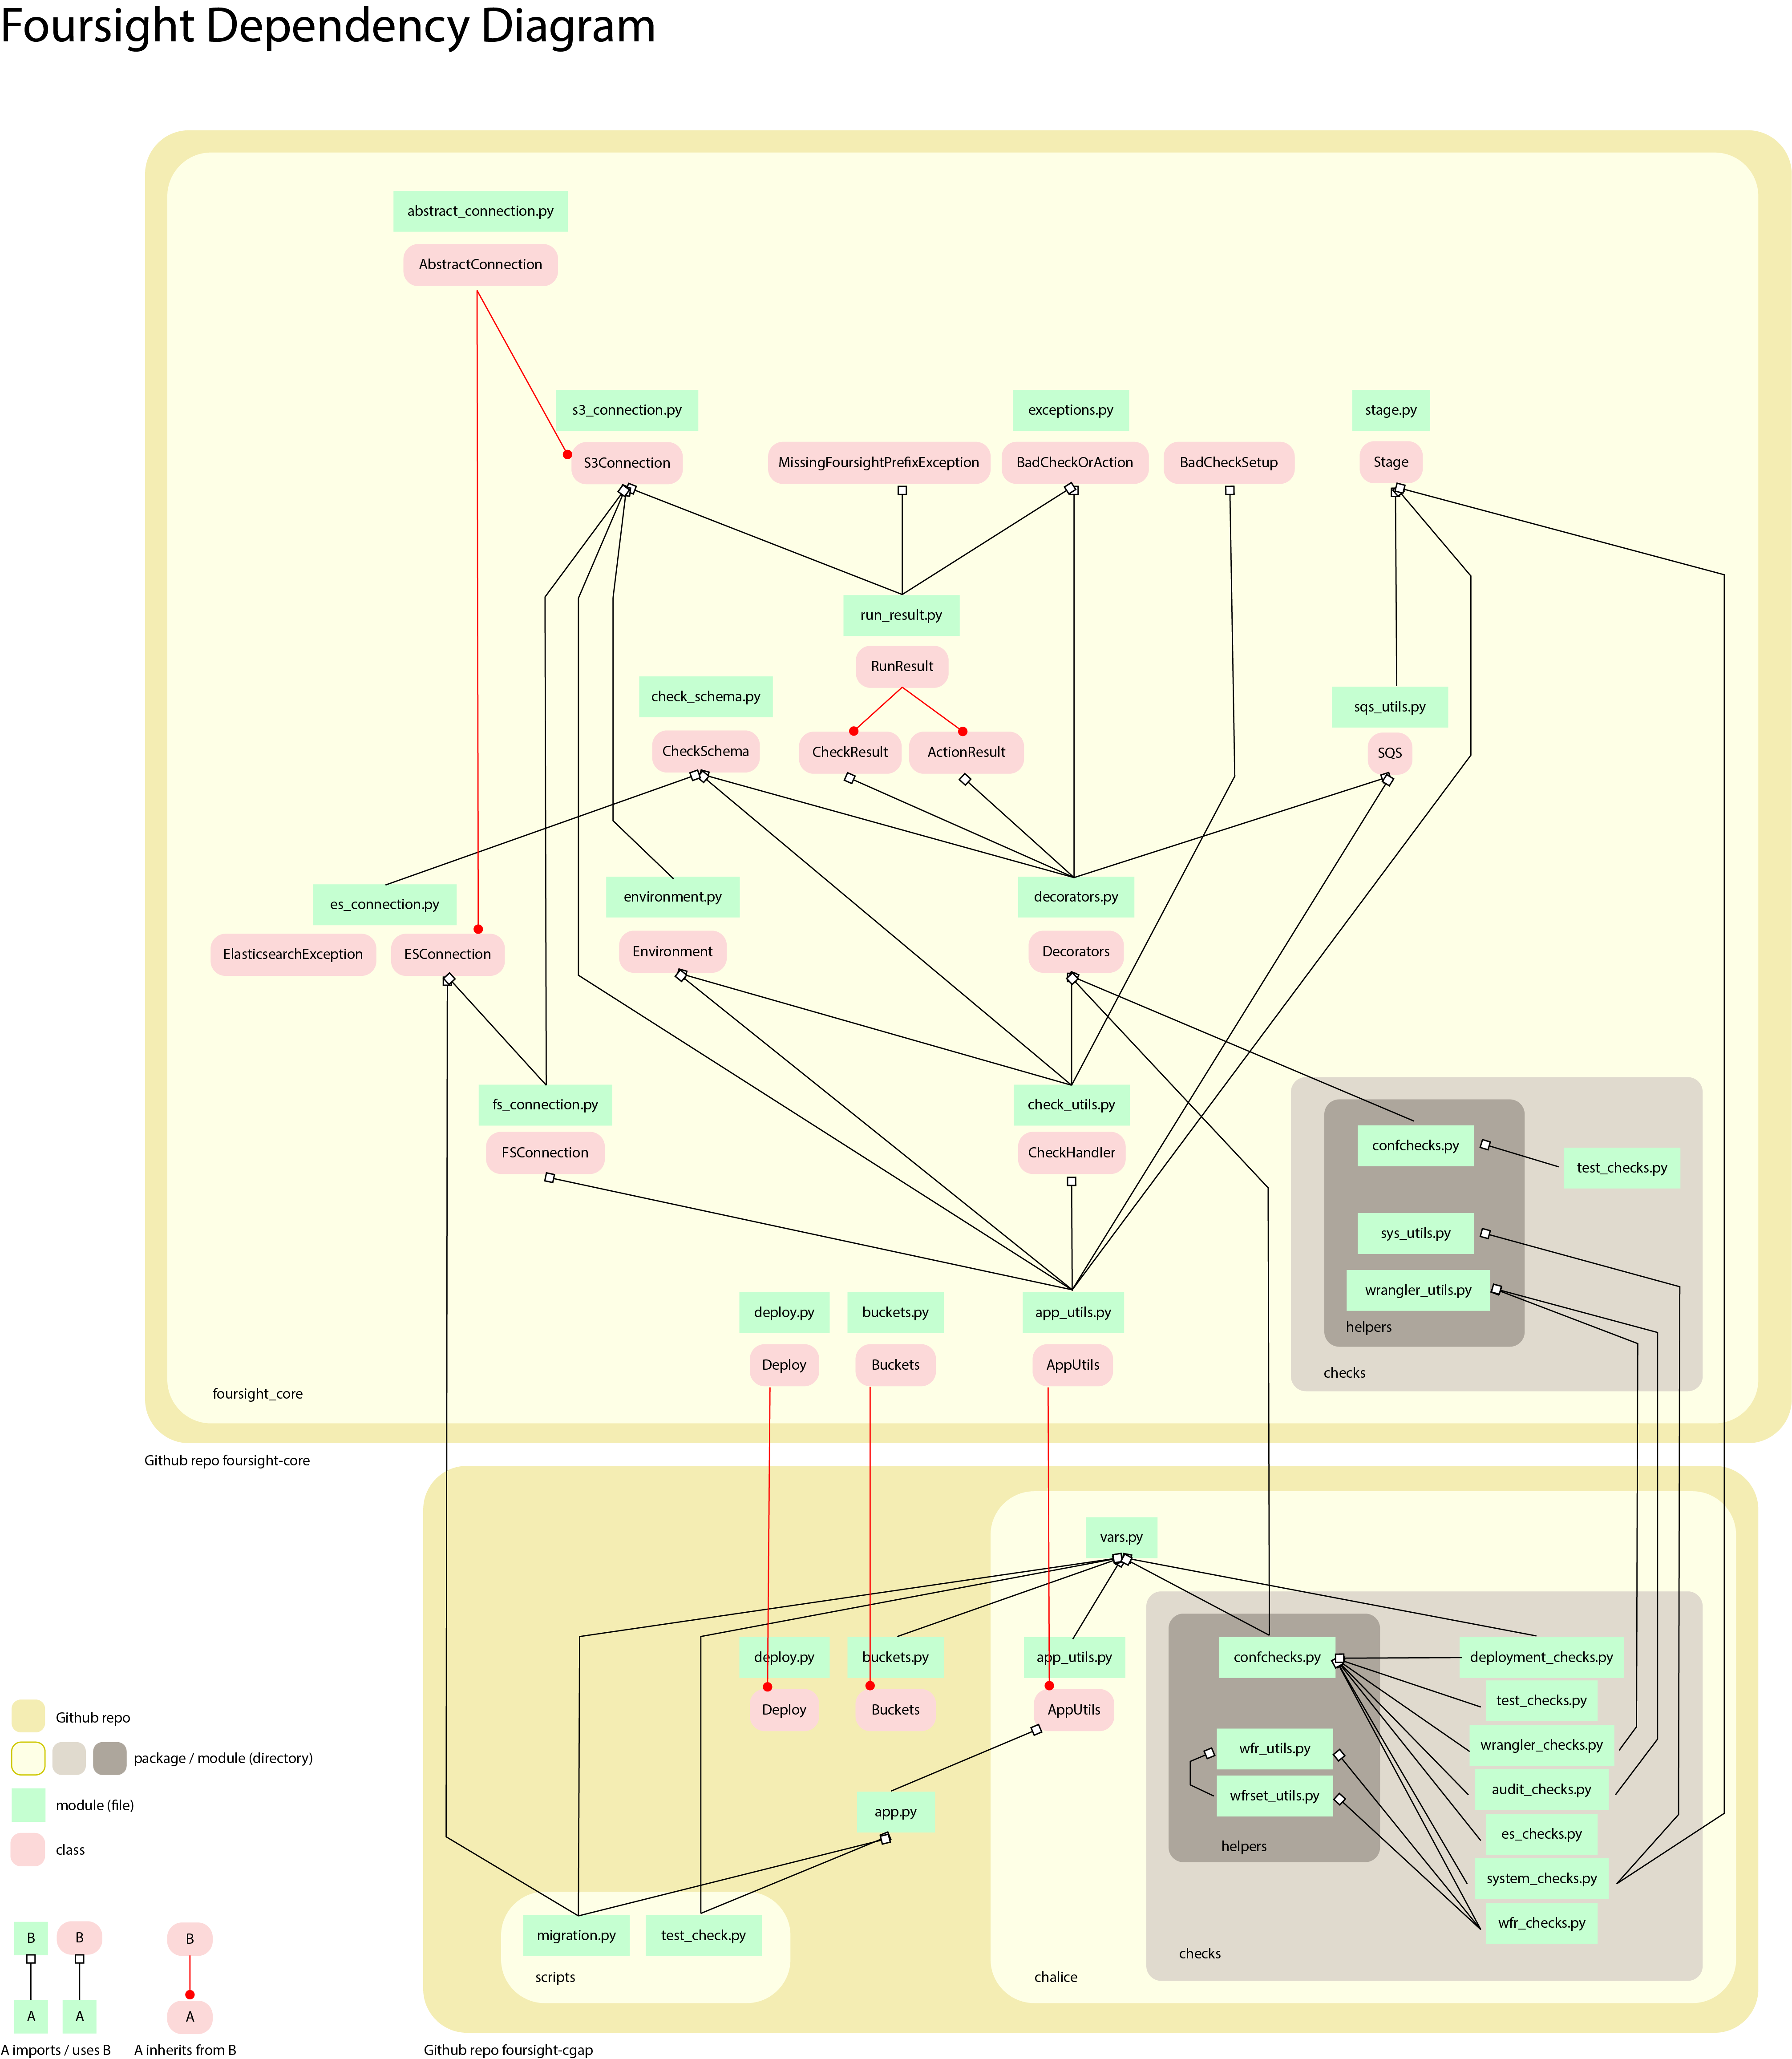 Foursight Dependency Diagram
abstract_connection.py
AbstractConnection
s3_connection.py
exceptions.py
stage.py
S3Connection
MissingFoursightPrefixException
BadCheckOrAction
BadCheckSetup
Stage
run_result.py
RunResult
check_schema.py
sqs_utils.py
CheckSchema
CheckResult
ActionResult
SQS
es_connection.py
environment.py
decorators.py
ElasticsearchException
ESConnection
Environment
Decorators
fs_connection.py
check_utils.py
FSConnection
CheckHandler
confchecks.py
test_checks.py
sys_utils.py
wrangler_utils.py
helpers
checks
deploy.py
buckets.py
app_utils.py
Deploy
Buckets
AppUtils
foursight_core
Github repo foursight-core
vars.py
deploy.py
buckets.py
app_utils.py
confchecks.py
deployment_checks.py
Deploy
Buckets
AppUtils
test_checks.py
wfr_utils.py
wrangler_checks.py
wfrset_utils.py
audit_checks.py
app.py
es_checks.py
helpers
system_checks.py
wfr_checks.py
migration.py
test_check.py
checks
scripts
chalice
Github repo foursight-cgap
Github repo
package / module (directory)
module (file)
class
B
B
B
A
A
A
A imports / uses B
A inherits from B